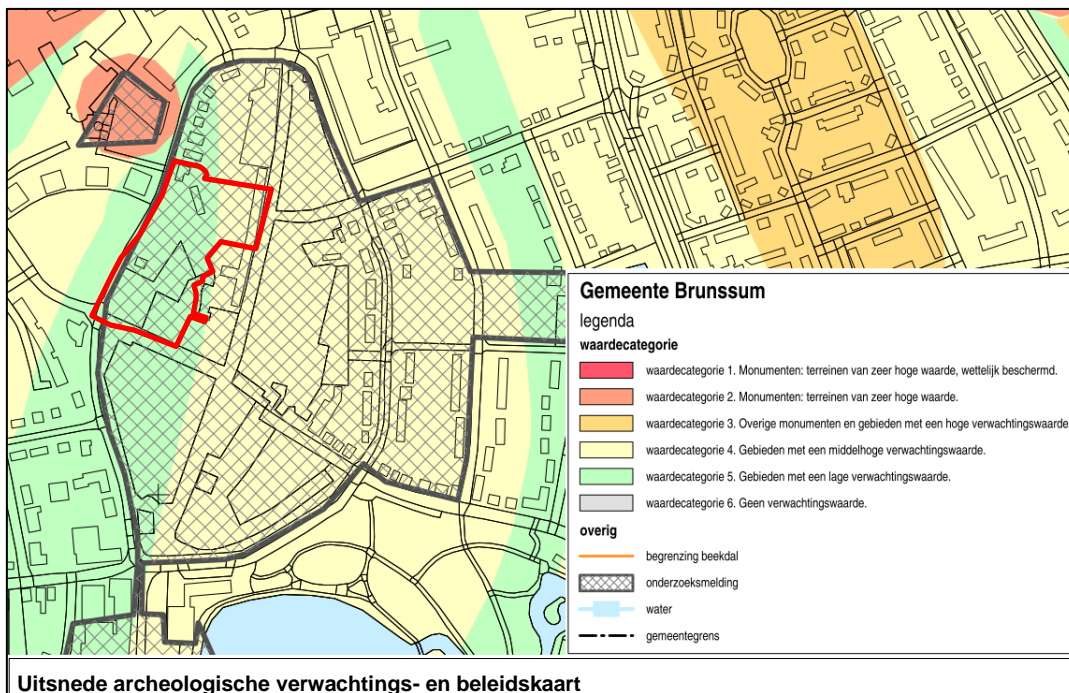 Gemeente Brunssum
legenda
waardecategorie
waardecategorie 1. Monumenten: terreinen van zeer hoge waarde, wettelijk beschermd.
waardecategorie 2. Monumenten: terreinen van zeer hoge waarde.
waardecategorie 3. Overige monumenten en gebieden met een hoge verwachtingswaarde
waardecategorie 4. Gebieden met een middelhoge verwachtingswaarde.
waardecategorie 5. Gebieden met een lage verwachtingswaarde.
waardecategorie 6. Geen verwachtingswaarde.
overig
begrenzing beekdal
onderzoeksmelding
water
gemeentegrens
Uitsnede archeologische verwachtings- en beleidskaart